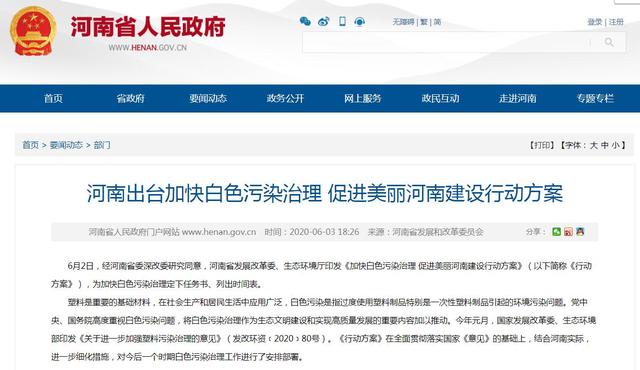 河南省人民政府
WWW.HENAN.GOV.CN
无障碍 | 繁 | 简
登录 | 注册
首页 省政府 要闻动态 政务公开 网上服务 政民互动 走进河南 专题专栏
首页 > 要闻动态 > 部门
【打印】【字体：大 中 小】
河南出台加快白色污染治理 促进美丽河南建设行动方案
河南省人民政府门户网站 www.henan.gov.cn 时间：2020-06-03 18:26 来源：河南省发展和改革委员会 分享：
6月2日，经河南省委深改委研究同意，河南省发展改革委、生态环境厅印发《加快白色污染治理 促进美丽河南建设行动方案》（以下简称《行动
方案》），为加快白色污染治理定下任务书、列出时间表。
塑料是重要的基础材料，在社会生产和居民生活中应用广泛，白色污染是指过度使用塑料制品特别是一次性塑料制品引起的环境污染问题。党中
央、国务院高度重视白色污染问题，将白色污染治理作为生态文明建设和实现高质量发展的重要内容加以推动。今年元月，国家发展改革委、生态环境
部印发《关于进一步加强塑料污染治理的意见》（发改环资﹝2020﹞80号）。《行动方案》在全面贯彻落实国家《意见》的基础上，结合河南实际，
进一步细化措施，对今后一个时期白色污染治理工作进行了安排部署。